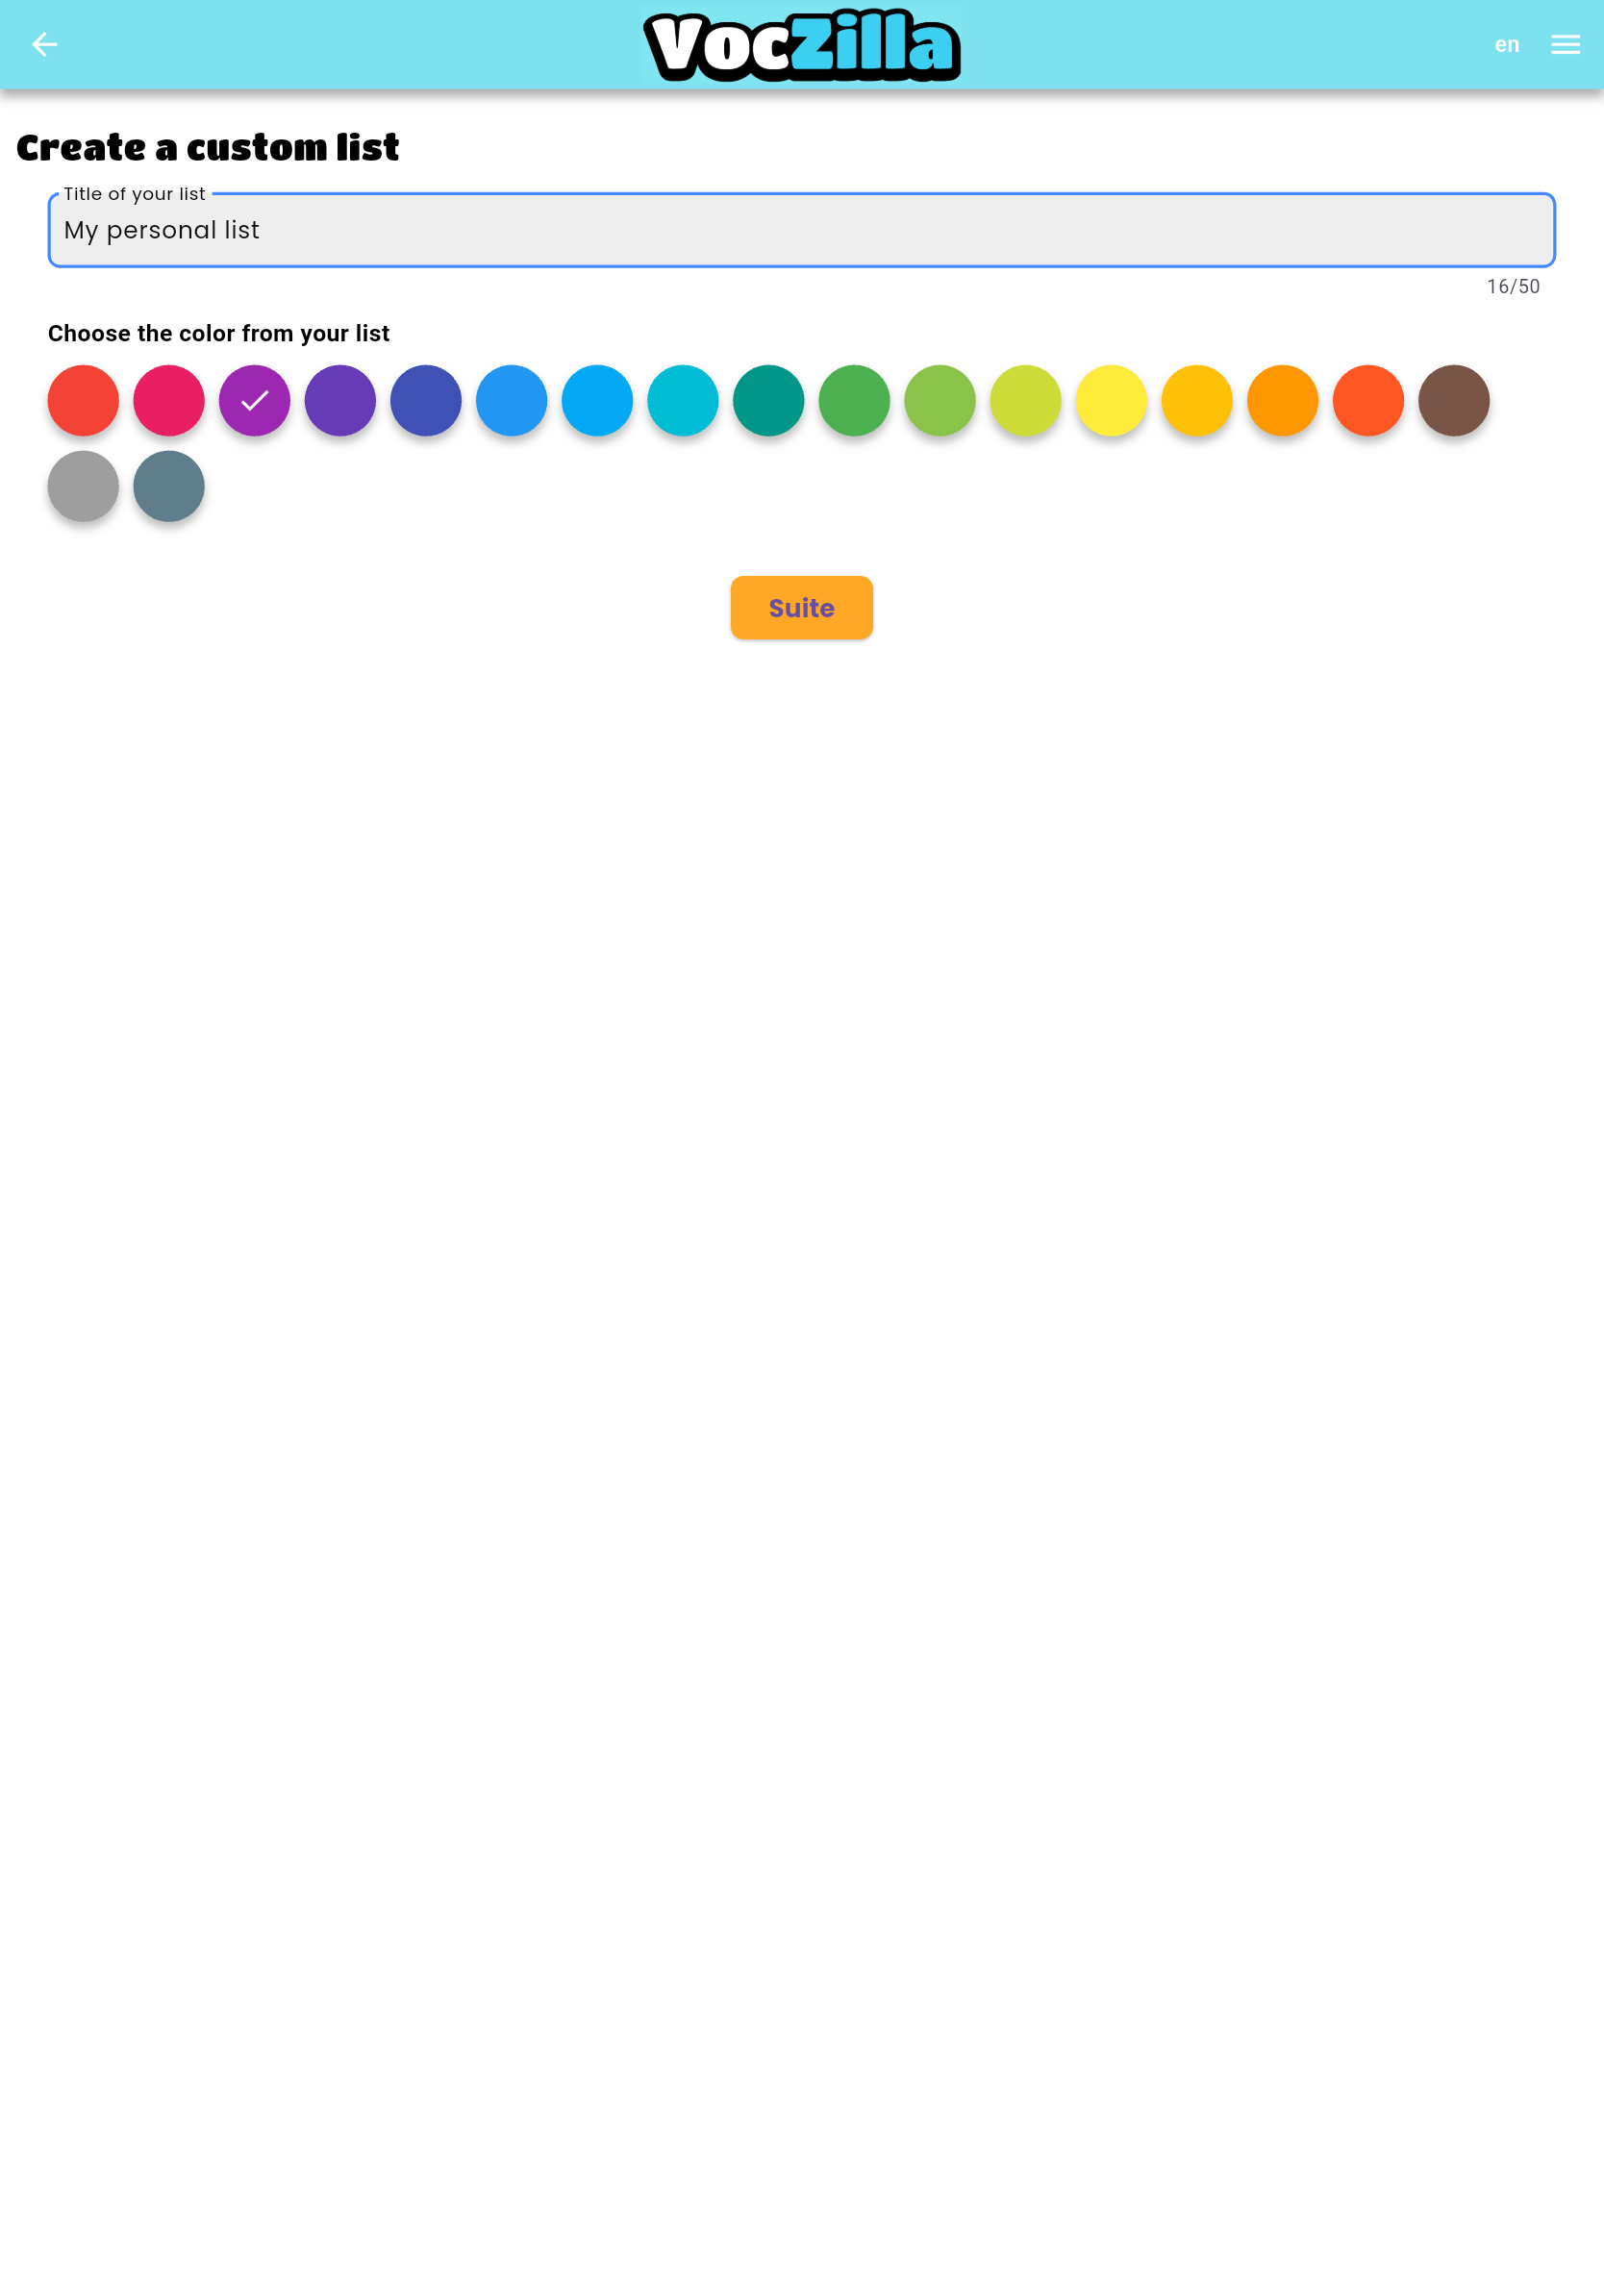 VocZilla
en
Create a custom list
Title of your list
My personal list
16/50
Choose the color from your list
Suite